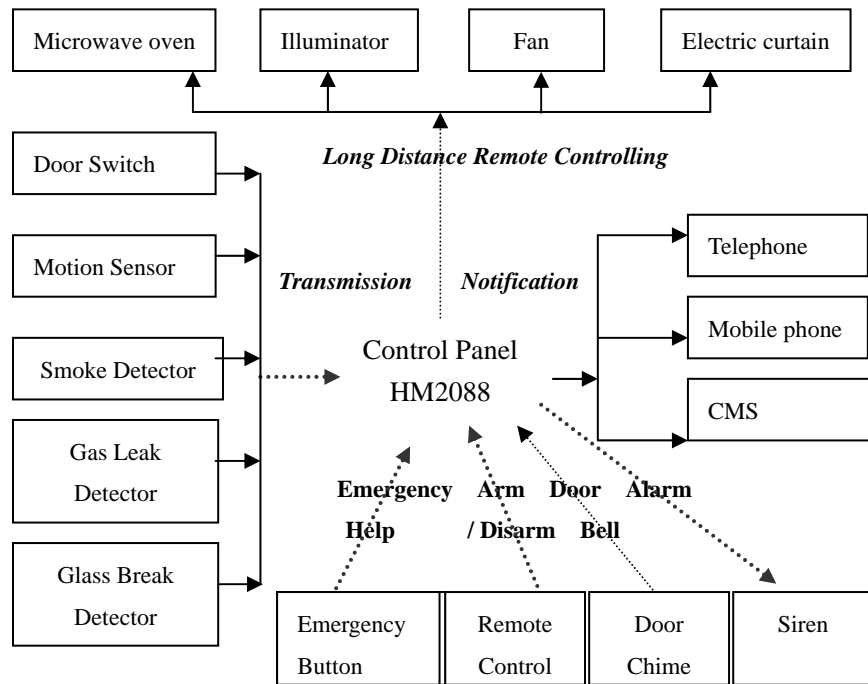 Microwave oven
Illuminator
Fan
Electric curtain
Long Distance Remote Controlling
Door Switch
Motion Sensor
Smoke Detector
Gas Leak
Detector
Glass Break
Detector
Transmission
Notification
Control Panel
HM2088
Telephone
Mobile phone
CMS
Emergency Arm Door Alarm
Help / Disarm Bell
Emergency
Button
Remote
Control
Door
Chime
Siren